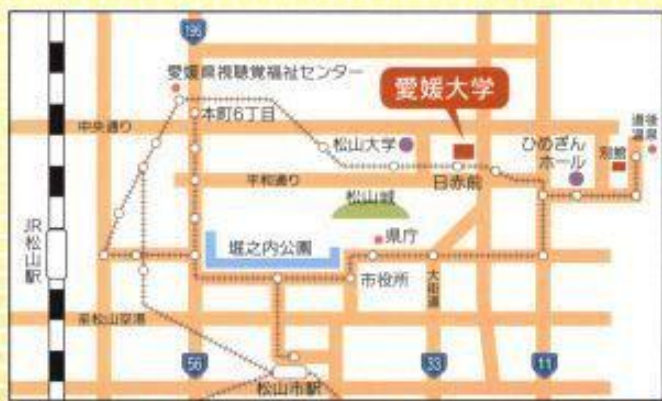 196
愛媛県視聴覚福祉センター
愛媛大学
本町6丁目
中央通り
松山大学
ひめぎん
ホール
道後
温泉
別館
日赤前
平和通り
松山城
JR松山駅
堀之内公園
県庁
市役所
大街道
至松山空港
56
33
11
松山市駅